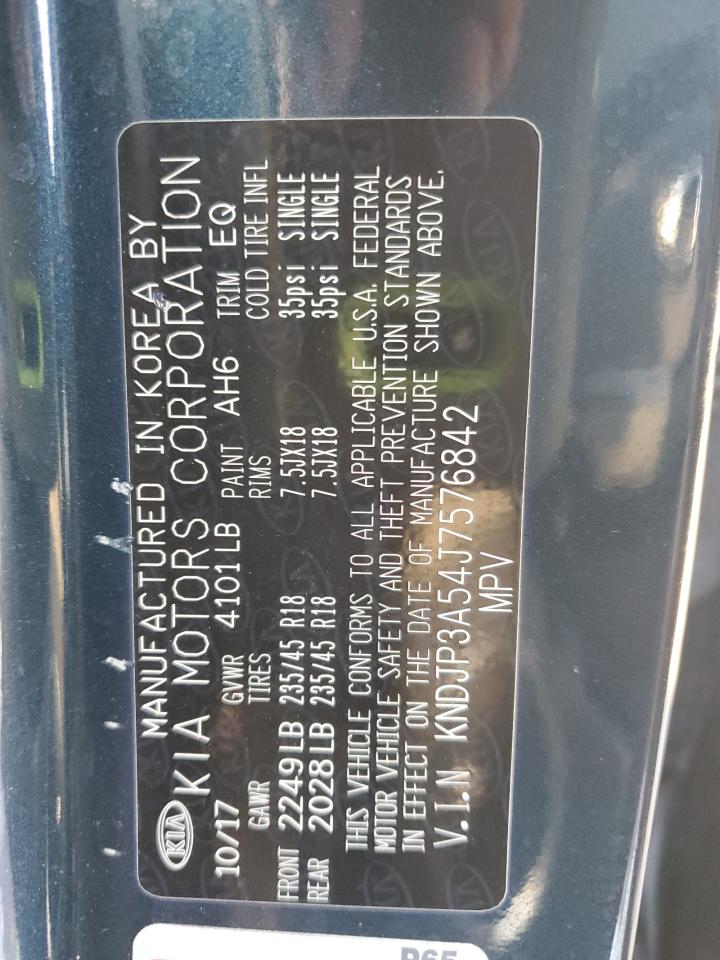 MANUFACTURED IN KOREA BY
KIA KIA MOTORS CORPORATION
10/17 GVWR 4101LB PAINT AH6 TRIM EQ
GAWR TIRES RIMS COLD TIRE INFL
FRONT 2249LB 235/45 R18 7.5JX18 35psi SINGLE
REAR 2028LB 235/45 R18 7.5JX18 35psi SINGLE
THIS VEHICLE CONFORMS TO ALL APPLICABLE U.S.A. FEDERAL
MOTOR VEHICLE SAFETY AND THEFT PREVENTION STANDARDS
IN EFFECT ON THE DATE OF MANUFACTURE SHOWN ABOVE.
V.I.N KNDJP3A54J7576842
MPV